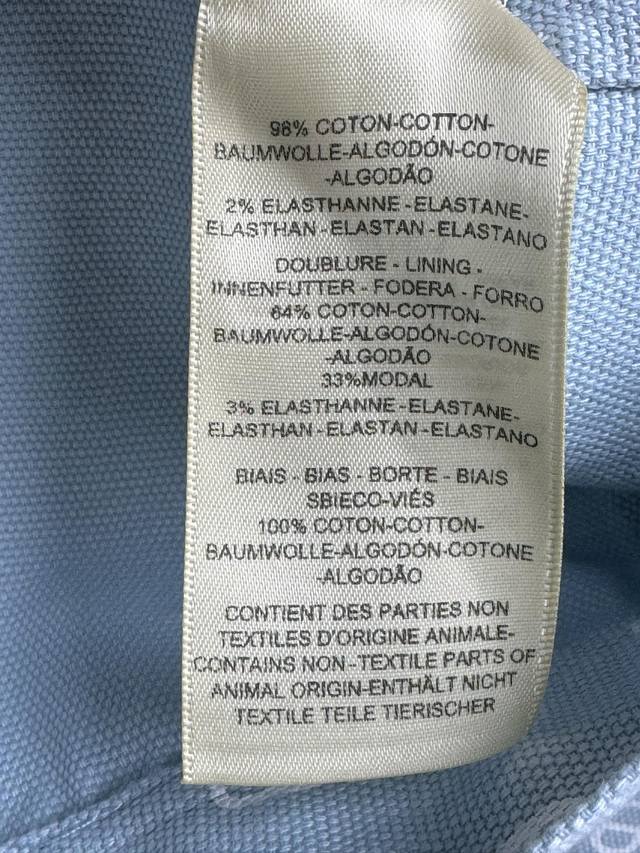 98% COTON-COTTON-
BAUMWOLLE-ALGODÓN-COTONE
-ALGODÃO
2% ELASTHANNE-ELASTANE-
ELASTHAN-ELASTAN-ELASTANO
DOUBLURE - LINING -
INNENFUTTER - FODERA - FORRO
64% COTON-COTTON-
BAUMWOLLE-ALGODÓN-COTONE
-ALGODÃO
33%MODAL
3% ELASTHANNE-ELASTANE-
ELASTHAN-ELASTAN-ELASTANO
BIAIS - BIAS - BORTE - BIAIS
SBIECO-VIÉS
100% COTON-COTTON-
BAUMWOLLE-ALGODÓN-COTONE
-ALGODÃO
CONTIENT DES PARTIES NON
TEXTILES D'ORIGINE ANIMALE-
CONTAINS NON-TEXTILE PARTS OF
ANIMAL ORIGIN-ENTHÄLT NICHT
TEXTILE TEILE TIERISCHER